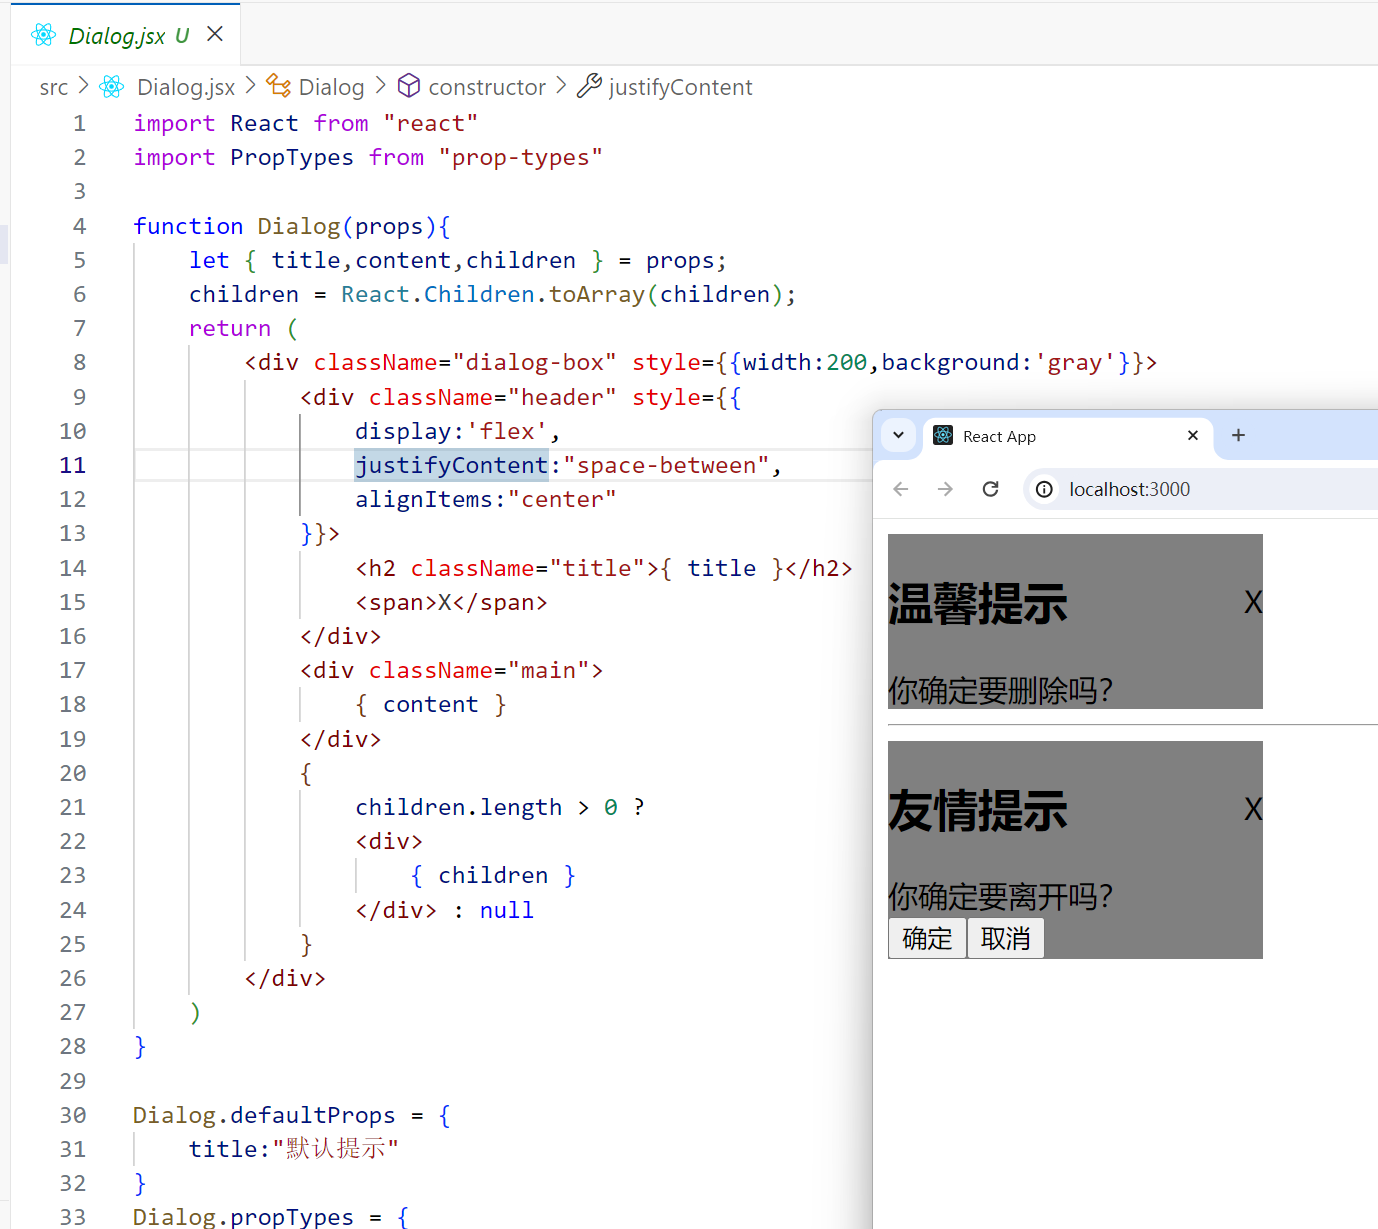 Dialog.jsx U
src > Dialog.jsx > Dialog > constructor > justifyContent
1 import React from "react"
2 import PropTypes from "prop-types"
3
4 function Dialog(props){
5 let { title,content,children } = props;
6 children = React.Children.toArray(children);
7 return (
8 <div className="dialog-box" style={{width:200,background:'gray'}}>
9 <div className="header" style={{
10 display:'flex',
11 justifyContent:"space-between",
12 alignItems:"center"
13 }}>
14 <h2 className="title">{ title }</h2>
15 <span>X</span>
16 </div>
17 <div className="main">
18 { content }
19 </div>
20 {
21 children.length > 0 ?
22 <div>
23 { children }
24 </div> : null
25 }
26 </div>
27 )
28 }
29
30 Dialog.defaultProps = {
31 title:"默认提示"
32 }
33 Dialog.propTypes = {
React App
localhost:3000
温馨提示 X
你确定要删除吗?
友情提示 X
你确定要离开吗?
确定 取消